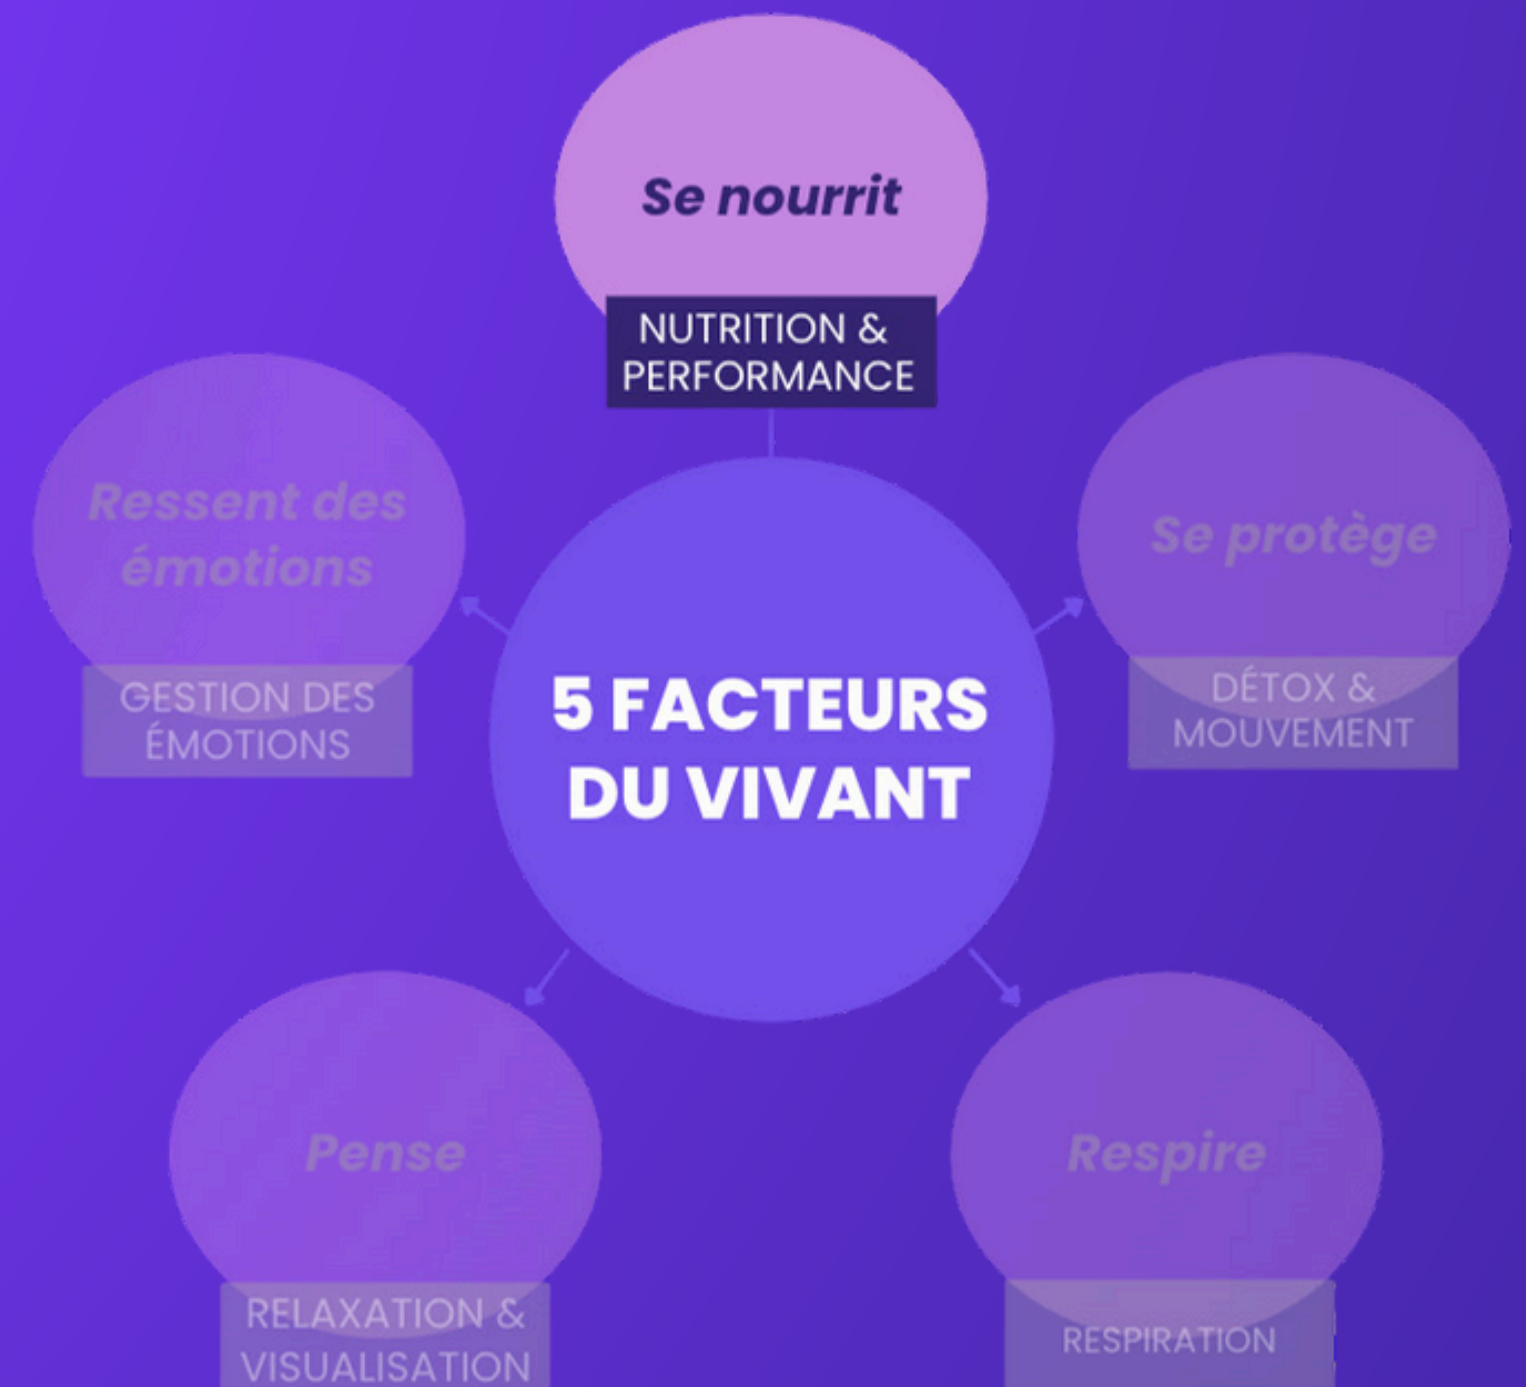 Se nourrit
NUTRITION &
PERFORMANCE
Ressent des
émotions
GESTION DES
ÉMOTIONS
Se protège
DÉTOX &
MOUVEMENT
5 FACTEURS
DU VIVANT
Pense
RELAXATION &
VISUALISATION
Respire
RESPIRATION